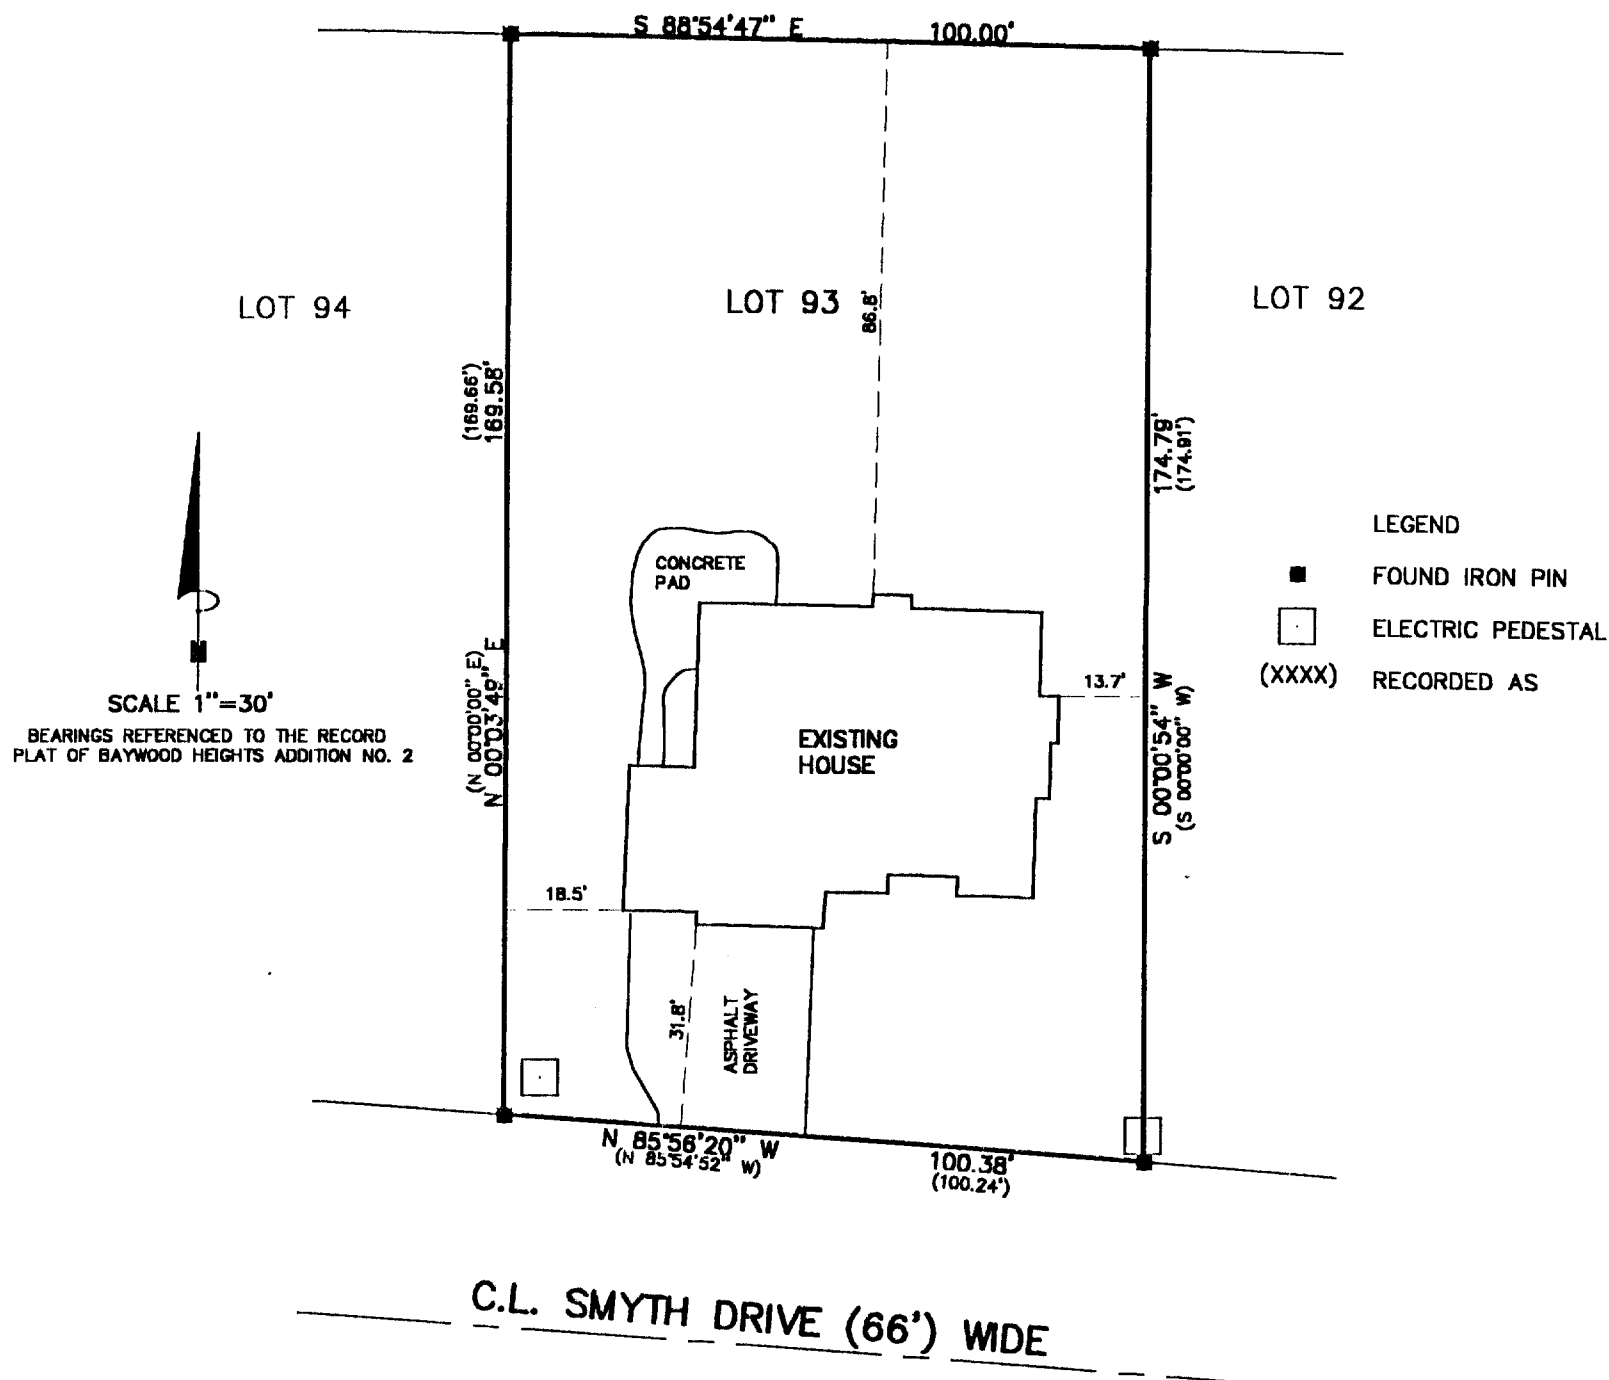 S 88°54'47" E 100.00'
LOT 94
LOT 93
LOT 92
86.8'
(169.66')
169.58'
174.79'
(174.91')
LEGEND
FOUND IRON PIN
ELECTRIC PEDESTAL
(XXXX) RECORDED AS
CONCRETE
PAD
SCALE 1"=30'
BEARINGS REFERENCED TO THE RECORD
PLAT OF BAYWOOD HEIGHTS ADDITION NO. 2
(N 00°00'00" E)
N 00°03'49" E
13.7'
EXISTING
HOUSE
S 00°00'54" W
(S 00°00'00" W)
18.5'
31.8'
ASPHALT
DRIVEWAY
N 85°56'20" W 100.38'
(N 85°54'52" W) (100.24')
C.L. SMYTH DRIVE (66') WIDE